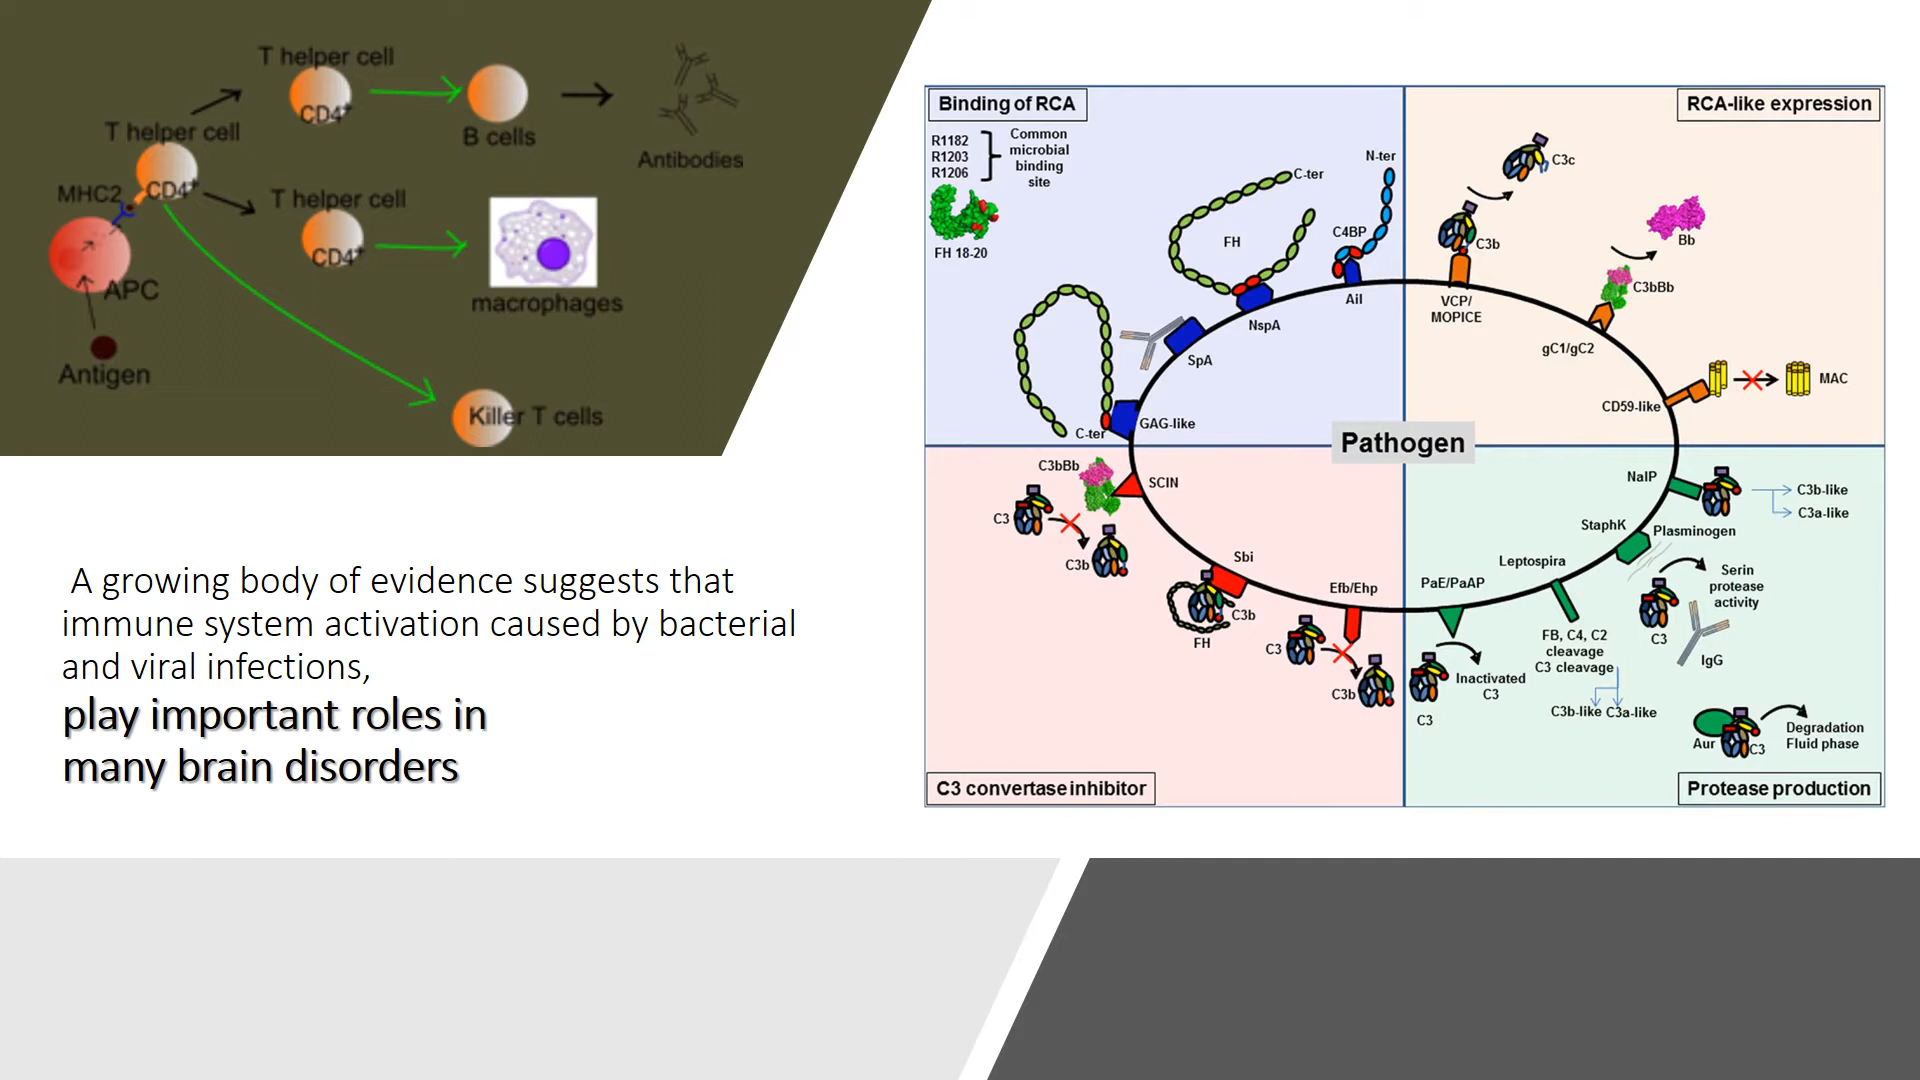 T helper cell
CD4+
B cells
Antibodies
T helper cell
CD4+
MHC2
T helper cell
CD4+
macrophages
APC
Antigen
Killer T cells
A growing body of evidence suggests that
immune system activation caused by bacterial
and viral infections,
play important roles in
many brain disorders
Binding of RCA
R1182
R1203
R1206
Common
microbial
binding
site
FH 18-20
C-ter
FH
N-ter
C4BP
Ail
NspA
SpA
GAG-like
C-ter
RCA-like expression
C3c
C3b
VCP/
MOPICE
Bb
C3bBb
gC1/gC2
CD59-like
MAC
Pathogen
C3bBb
SCIN
C3
C3b
Sbi
C3b
FH
Efb/Ehp
C3
C3b
C3 convertase inhibitor
NalP
C3b-like
C3a-like
StaphK
Plasminogen
Serin
protease
activity
C3
IgG
Leptospira
FB, C4, C2
cleavage
C3 cleavage
C3b-like C3a-like
PaE/PaAP
Inactivated
C3
C3
Aur
C3
Degradation
Fluid phase
Protease production